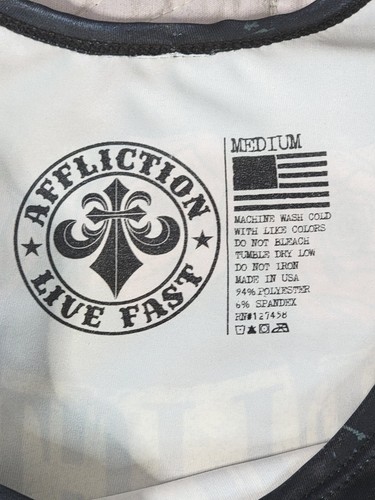 AFFLICTION
LIVE FAST
MEDIUM
MACHINE WASH COLD
WITH LIKE COLORS
DO NOT BLEACH
TUMBLE DRY LOW
DO NOT IRON
MADE IN USA
94% POLYESTER
6% SPANDEX
RN#127458